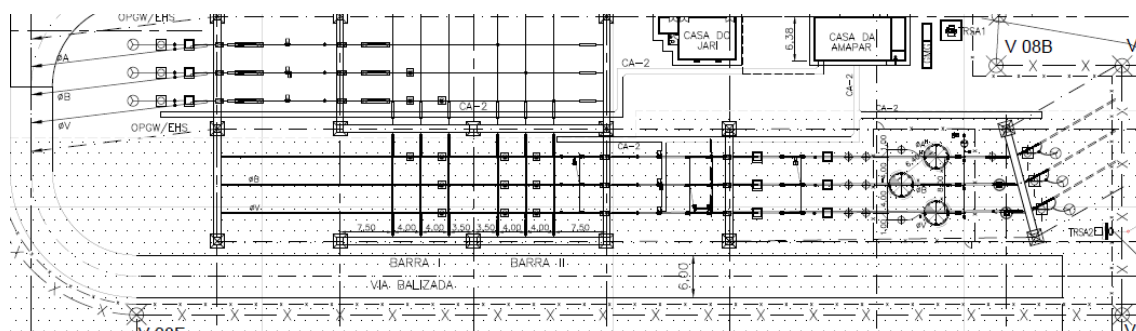 OPGW/EHS
ØA
ØB
ØV
OPGW/EHS
CASA DO
JARI
6,38
CASA DA
AMAPAR
TRSA1
V 08B
V
CA-2
CA-2
CA-2
CA-2
CA-2
ØB
ØV
7,50
4,00
4,00
3,50
3,50
4,00
4,00
7,50
BARRA I
BARRA II
VIA BALIZADA
6,00
TRSA2